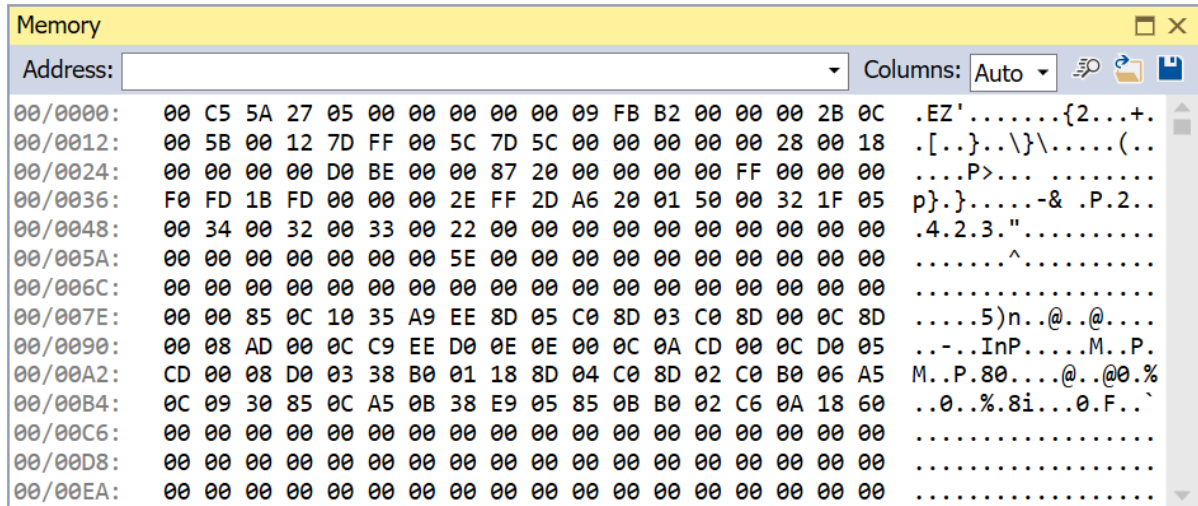 Memory
Address: Columns: Auto
00/0000: 00 C5 5A 27 05 00 00 00 00 00 09 FB B2 00 00 00 2B 0C .EZ'.......{2...+.
00/0012: 00 5B 00 12 7D FF 00 5C 7D 5C 00 00 00 00 00 28 00 18 .[..}..\}\.....(..
00/0024: 00 00 00 00 D0 BE 00 00 87 20 00 00 00 00 FF 00 00 00 ....P>... ........
00/0036: F0 FD 1B FD 00 00 00 2E FF 2D A6 20 01 50 00 32 1F 05 p}.}.....-& .P.2..
00/0048: 00 34 00 32 00 33 00 22 00 00 00 00 00 00 00 00 00 00 .4.2.3."..........
00/005A: 00 00 00 00 00 00 00 5E 00 00 00 00 00 00 00 00 00 00 .......^..........
00/006C: 00 00 00 00 00 00 00 00 00 00 00 00 00 00 00 00 00 00 ..................
00/007E: 00 00 85 0C 10 35 A9 EE 8D 05 C0 8D 03 C0 8D 00 0C 8D .....5)n..@..@....
00/0090: 00 08 AD 00 0C C9 EE D0 0E 0E 00 0C 0A CD 00 0C D0 05 ..-..InP.....M..P.
00/00A2: CD 00 08 D0 03 38 B0 01 18 8D 04 C0 8D 02 C0 B0 06 A5 M..P.80....@..@0.%
00/00B4: 0C 09 30 85 0C A5 0B 38 E9 05 85 0B B0 02 C6 0A 18 60 ..0..%.8i...0.F..`
00/00C6: 00 00 00 00 00 00 00 00 00 00 00 00 00 00 00 00 00 00 ..................
00/00D8: 00 00 00 00 00 00 00 00 00 00 00 00 00 00 00 00 00 00 ..................
00/00EA: 00 00 00 00 00 00 00 00 00 00 00 00 00 00 00 00 00 00 ..................